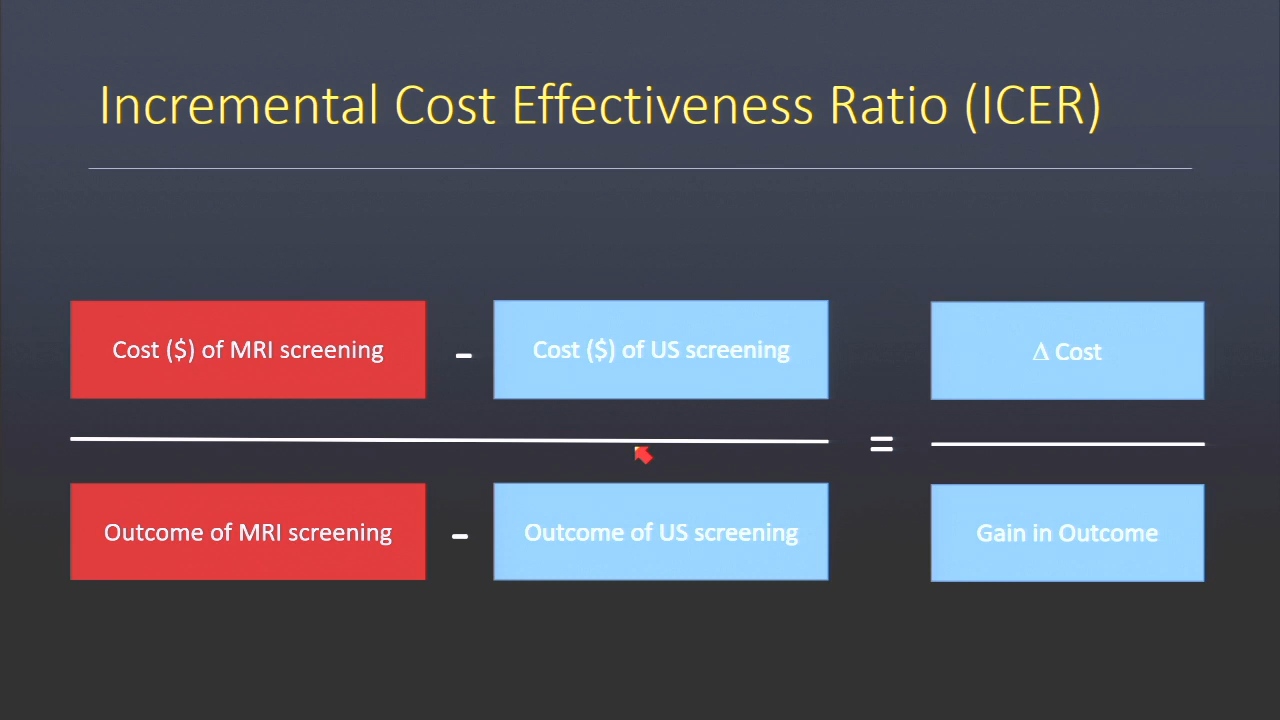 Incremental Cost Effectiveness Ratio (ICER)
Cost ($) of MRI screening
-
Cost ($) of US screening
=
Δ Cost
Outcome of MRI screening
-
Outcome of US screening
Gain in Outcome